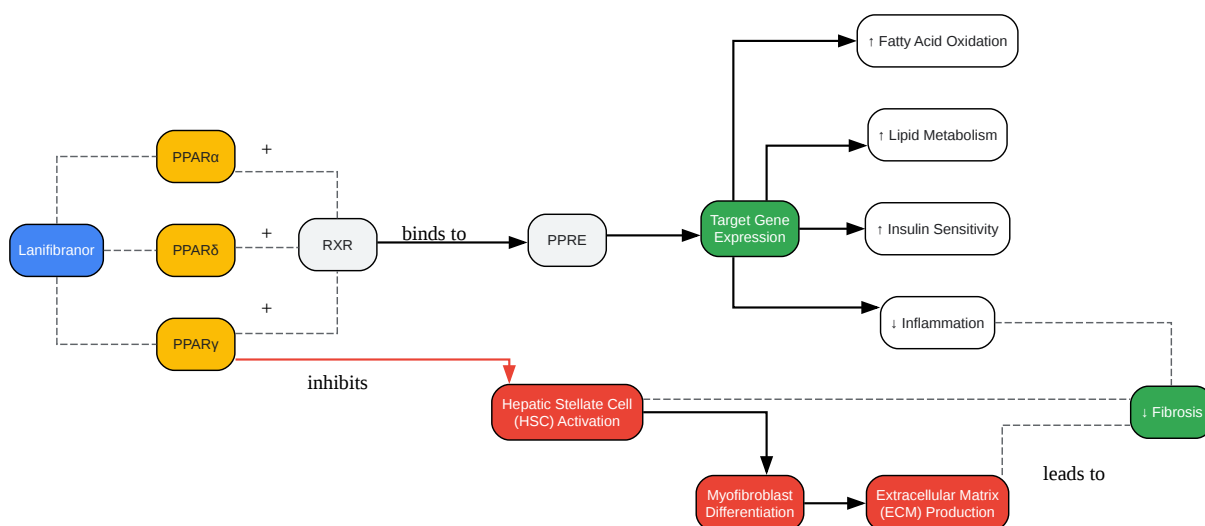 ↑ Fatty Acid Oxidation
↑ Lipid Metabolism
PPARα
+
Lanifibranor
PPARδ
+
RXR
binds to
PPRE
Target Gene
Expression
↑ Insulin Sensitivity
PPARγ
+
↓ Inflammation
inhibits
Hepatic Stellate Cell
(HSC) Activation
↓ Fibrosis
leads to
Myofibroblast
Differentiation
Extracellular Matrix
(ECM) Production